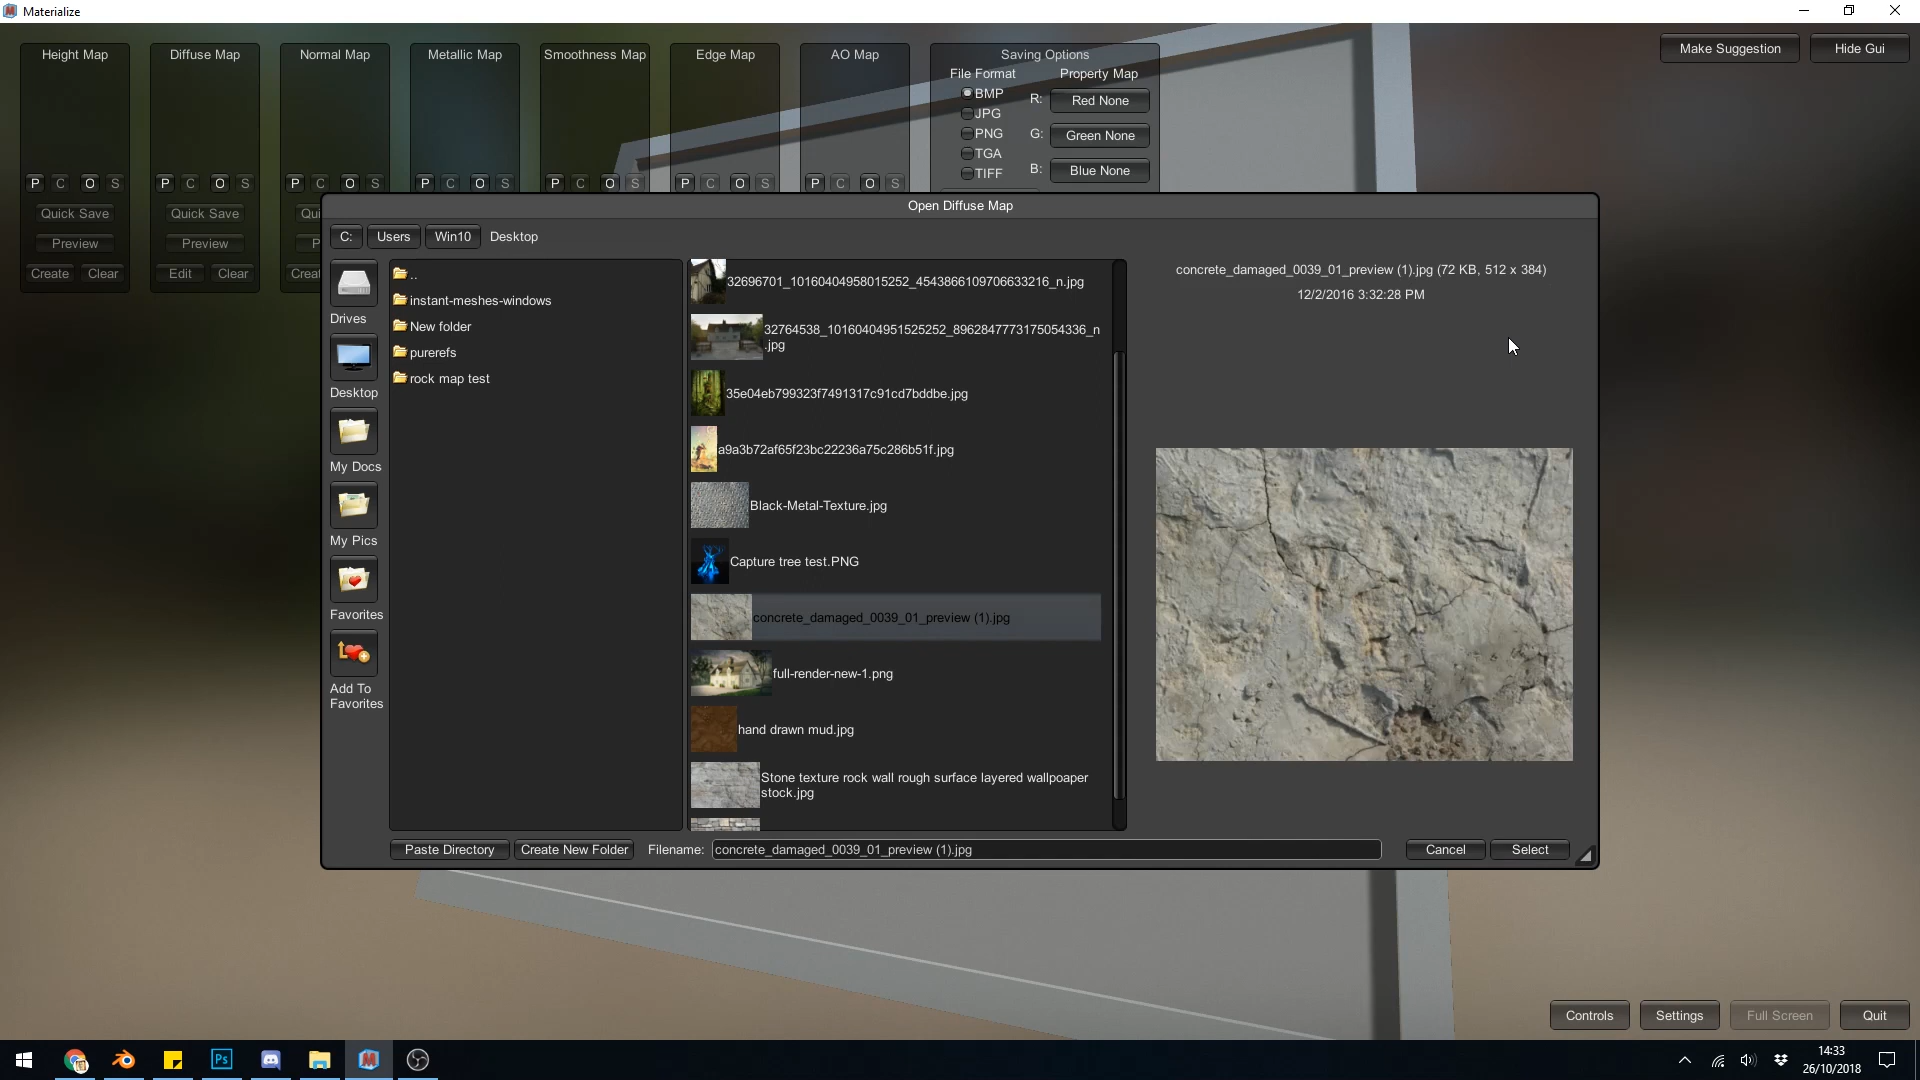 Materialize
Height Map
Diffuse Map
Normal Map
Metallic Map
Smoothness Map
Edge Map
AO Map
Saving Options
Make Suggestion
Hide Gui
File Format
Property Map
BMP
R:
Red None
JPG
PNG
G:
Green None
TGA
B:
Blue None
TIFF
P C O S
P C O S
P C O S
P C O S
P C O S
P C O S
P C O S
Quick Save
Quick Save
Qui
Open Diffuse Map
Preview
Preview
P
C:
Users
Win10
Desktop
Create
Clear
Edit
Clear
Creat
Drives
Desktop
My Docs
My Pics
Favorites
Add To
Favorites
..
instant-meshes-windows
New folder
purerefs
rock map test
32696701_10160404958015252_4543866109706633216_n.jpg
32764538_10160404951525252_8962847773175054336_n
.jpg
35e04eb799323f7491317c91cd7bddbe.jpg
a9a3b72af65f23bc22236a75c286b51f.jpg
Black-Metal-Texture.jpg
Capture tree test.PNG
concrete_damaged_0039_01_preview (1).jpg
full-render-new-1.png
hand drawn mud.jpg
Stone texture rock wall rough surface layered wallpoaper
stock.jpg
concrete_damaged_0039_01_preview (1).jpg (72 KB, 512 x 384)
12/2/2016 3:32:28 PM
Paste Directory
Create New Folder
Filename:
concrete_damaged_0039_01_preview (1).jpg
Cancel
Select
Controls
Settings
Full Screen
Quit
Ps
14:33
26/10/2018